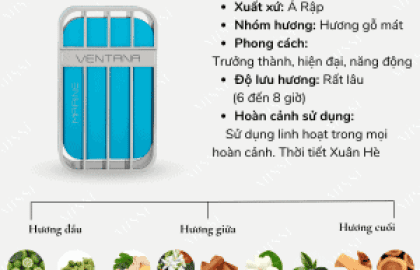 • Xuất xứ: Ả Rập
• Nhóm hương: Hương gỗ mát
• Phong cách:
Trưởng thành, hiện đại, năng động
• Độ lưu hương: Rất lâu
(6 đến 8 giờ)
• Hoàn cảnh sử dụng:
Sử dụng linh hoạt trong mọi
hoàn cảnh. Thời tiết Xuân Hè
VENTANA
MARINE
Hương đầu
Hương giữa
Hương cuối